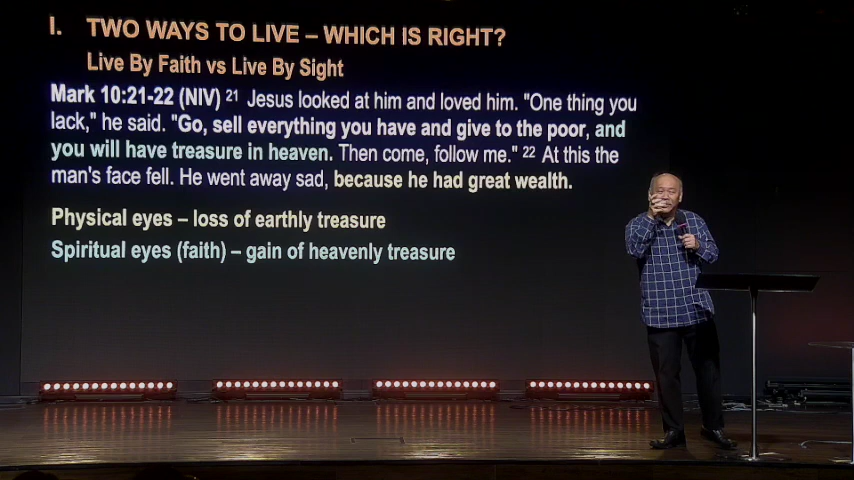 I. TWO WAYS TO LIVE – WHICH IS RIGHT?
Live By Faith vs Live By Sight
Mark 10:21-22 (NIV) 21 Jesus looked at him and loved him. "One thing you
lack," he said. "Go, sell everything you have and give to the poor, and
you will have treasure in heaven. Then come, follow me." 22 At this the
man's face fell. He went away sad, because he had great wealth.
Physical eyes – loss of earthly treasure
Spiritual eyes (faith) – gain of heavenly treasure